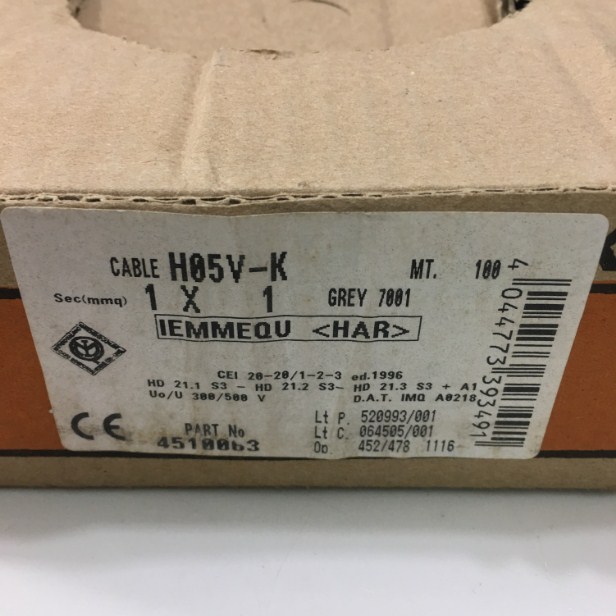 CABLE H05V-K MT. 100
Sec(mmq) 1 X 1 GREY 7001
IEMMEQU <HAR>
CEI 20-20/1-2-3 ed.1996
HD 21.1 S3 - HD 21.2 S3- HD 21.3 S3 + A1
Uo/U 300/500 V D.A.T. IMQ A0218
Lt P. 520993/001
CE PART No Lt C. 064505/001
4510063 Op. 452/478 1116-
4 044773 393491